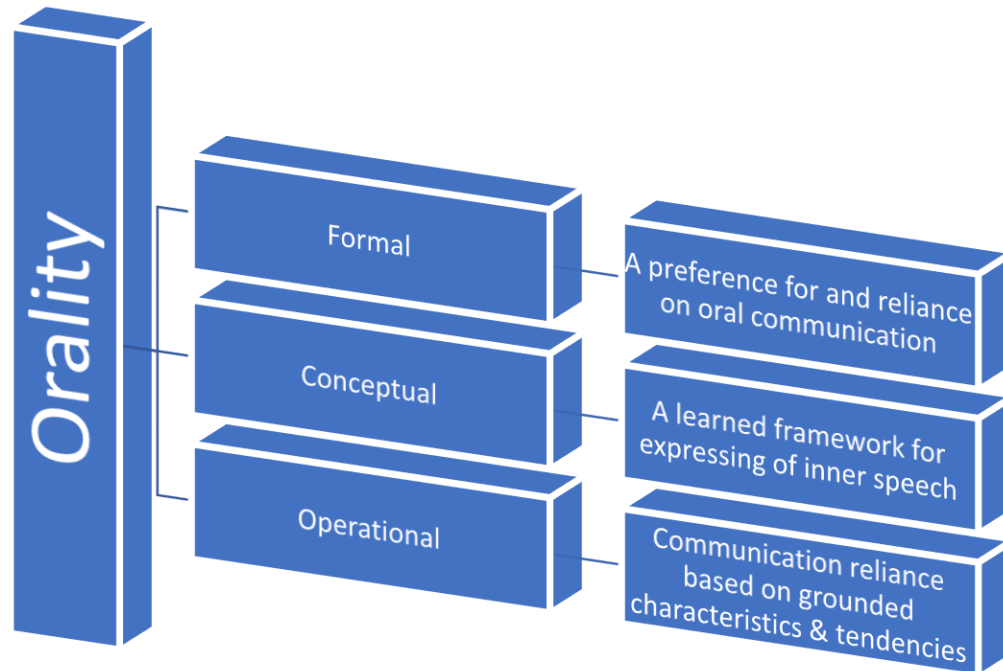 Orality
Formal
A preference for and reliance
on oral communication
Conceptual
A learned framework for
expressing of inner speech
Operational
Communication reliance
based on grounded
characteristics & tendencies